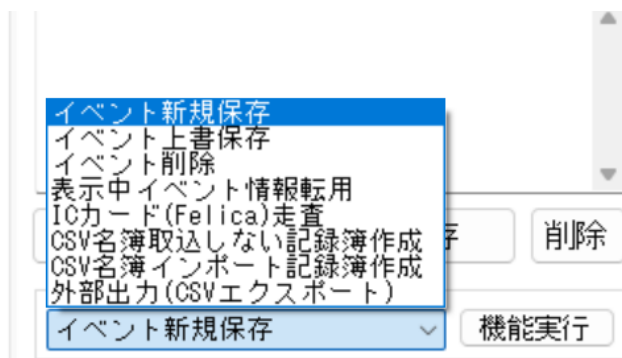 イベント新規保存
イベント上書保存
イベント削除
表示中イベント情報転用
ICカード(Felica)走査
CSV名簿取込しない記録簿作成
CSV名簿インポート記録簿作成
外部出力(CSVエクスポート)
存
削除
イベント新規保存
機能実行